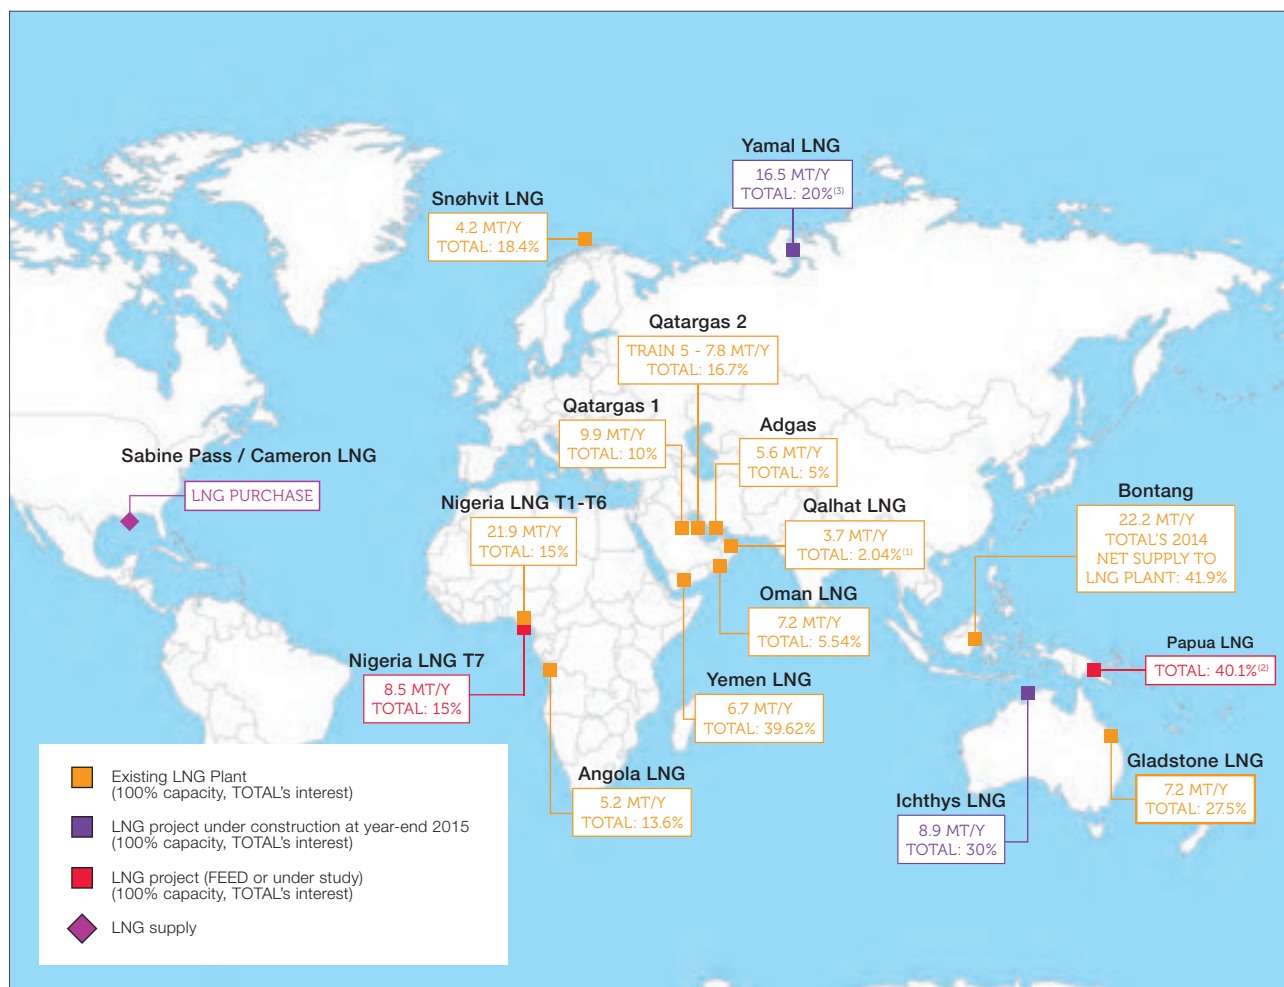 Yamal LNG
16.5 MT/Y
TOTAL: 20%(3)
Snøhvit LNG
4.2 MT/Y
TOTAL: 18.4%
Qatargas 2
TRAIN 5 - 7.8 MT/Y
TOTAL: 16.7%
Qatargas 1
9.9 MT/Y
TOTAL: 10%
Adgas
5.6 MT/Y
TOTAL: 5%
Sabine Pass / Cameron LNG
LNG PURCHASE
Nigeria LNG T1-T6
21.9 MT/Y
TOTAL: 15%
Qalhat LNG
3.7 MT/Y
TOTAL: 2.04%(1)
Bontang
22.2 MT/Y
TOTAL'S 2014
NET SUPPLY TO
LNG PLANT: 41.9%
Oman LNG
7.2 MT/Y
TOTAL: 5.54%
Papua LNG
TOTAL: 40.1%(2)
Nigeria LNG T7
8.5 MT/Y
TOTAL: 15%
Yemen LNG
6.7 MT/Y
TOTAL: 39.62%
Angola LNG
5.2 MT/Y
TOTAL: 13.6%
Gladstone LNG
7.2 MT/Y
TOTAL: 27.5%
Ichthys LNG
8.9 MT/Y
TOTAL: 30%
Existing LNG Plant
(100% capacity, TOTAL's interest)
LNG project under construction at year-end 2015
(100% capacity, TOTAL's interest)
LNG project (FEED or under study)
(100% capacity, TOTAL's interest)
LNG supply